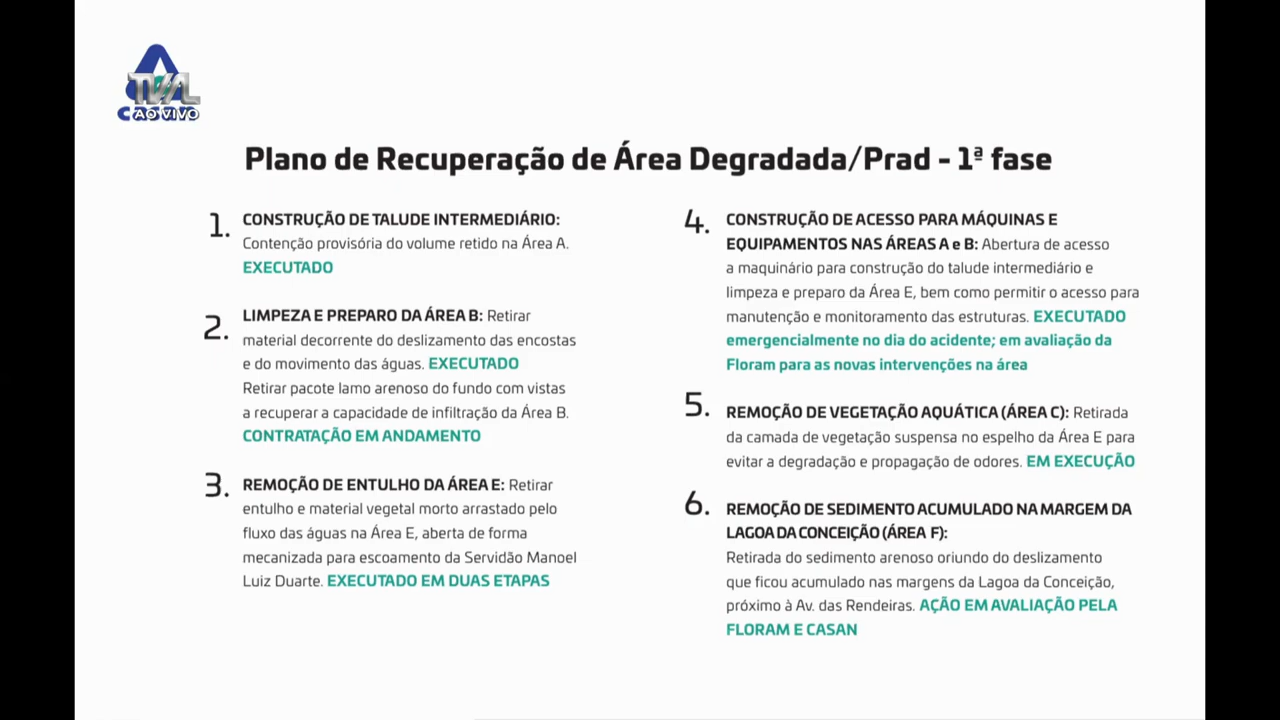 TVAL
AO VIVO
Plano de Recuperação de Área Degradada/Prad - 1ª fase
1.
CONSTRUÇÃO DE TALUDE INTERMEDIÁRIO:
Contenção provisória do volume retido na Área A.
EXECUTADO
2.
LIMPEZA E PREPARO DA ÁREA B: Retirar
material decorrente do deslizamento das encostas
e do movimento das águas. EXECUTADO
Retirar pacote lamo arenoso do fundo com vistas
a recuperar a capacidade de infiltração da Área B.
CONTRATAÇÃO EM ANDAMENTO
3.
REMOÇÃO DE ENTULHO DA ÁREA E: Retirar
entulho e material vegetal morto arrastado pelo
fluxo das águas na Área E, aberta de forma
mecanizada para escoamento da Servidão Manoel
Luiz Duarte. EXECUTADO EM DUAS ETAPAS
4.
CONSTRUÇÃO DE ACESSO PARA MÁQUINAS E
EQUIPAMENTOS NAS ÁREAS A e B: Abertura de acesso
a maquinário para construção do talude intermediário e
limpeza e preparo da Área E, bem como permitir o acesso para
manutenção e monitoramento das estruturas. EXECUTADO
emergencialmente no dia do acidente; em avaliação da
Floram para as novas intervenções na área
5.
REMOÇÃO DE VEGETAÇÃO AQUÁTICA (ÁREA C): Retirada
da camada de vegetação suspensa no espelho da Área E para
evitar a degradação e propagação de odores. EM EXECUÇÃO
6.
REMOÇÃO DE SEDIMENTO ACUMULADO NA MARGEM DA
LAGOA DA CONCEIÇÃO (ÁREA F):
Retirada do sedimento arenoso oriundo do deslizamento
que ficou acumulado nas margens da Lagoa da Conceição,
próximo à Av. das Rendeiras. AÇÃO EM AVALIAÇÃO PELA
FLORAM E CASAN